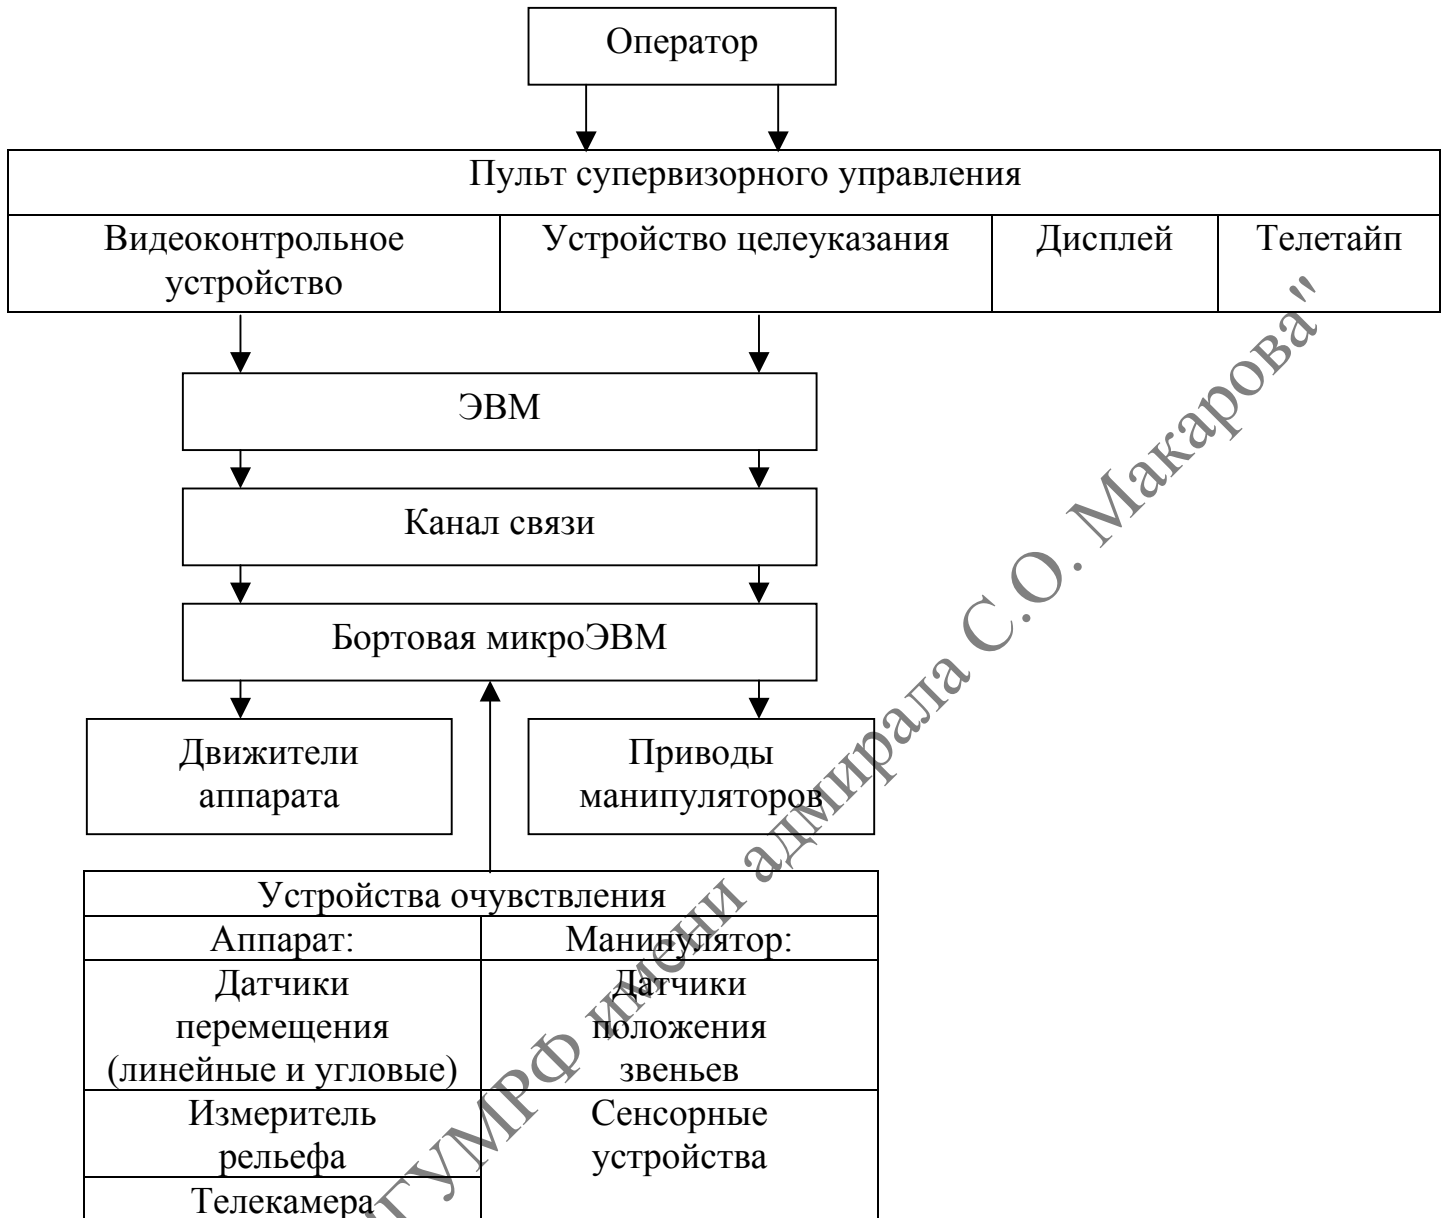 Оператор
Пульт супервизорного управления
Видеоконтрольное
устройство
Устройство целеуказания
Дисплей
Телетайп
ЭВМ
Канал связи
Бортовая микроЭВМ
Движители
аппарата
Приводы
манипуляторов
Устройства очувствления
Аппарат:
Манипулятор:
Датчики
перемещения
(линейные и угловые)
Датчики
положения
звеньев
Измеритель
рельефа
Сенсорные
устройства
Телекамера
"ГУМРФ имени адмирала С.О. Макарова"